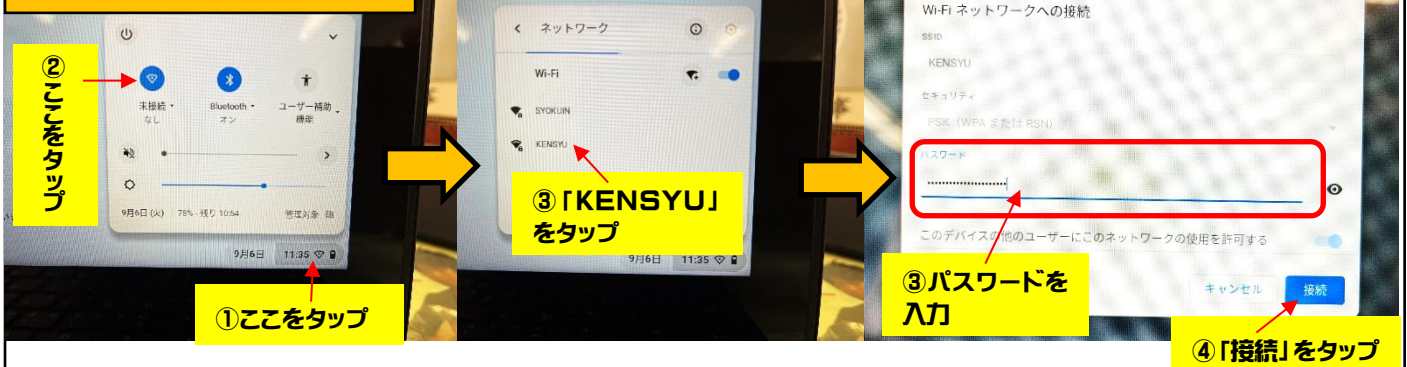 ②ここをタップ
未接続
なし
Bluetooth
オン
ユーザー補助
機能
9月6日 (火)
78% - 残り 10:54
管理対象
9月6日
11:35
①ここをタップ
ネットワーク
Wi-Fi
SYOKUIN
KENSYU
③「KENSYU」
をタップ
9月6日
11:35
Wi-Fi ネットワークへの接続
SSID
KENSYU
セキュリティ
PSK (WPA または RSN)
パスワード
このデバイスの他のユーザーにこのネットワークの使用を許可する
③パスワードを
入力
キャンセル
接続
④「接続」をタップ